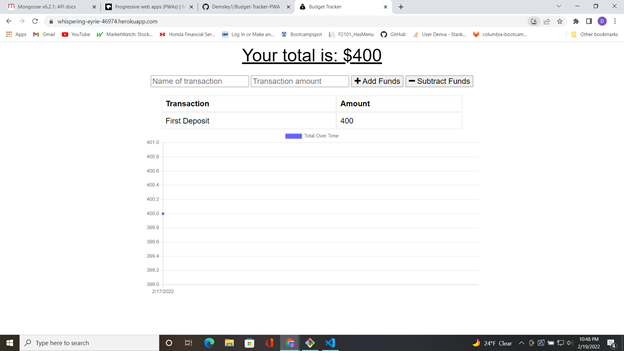 Mongoose v6.2.1: API docs
Progressive web apps (PWAs) | F
Demsley1/Budget-Tracker-PWA
Budget Tracker
whispering-eyrie-46974.herokuapp.com
Apps
Gmail
YouTube
MarketWatch: Stock...
Honda Financial Ser...
Log In or Make an...
Bootcampspot
F2101_HasMenu
GitHub
User Deniva - Stack...
columbia-bootcam...
Other bookmarks
Your total is: $400
Name of transaction Transaction amount Add Funds Subtract Funds
Transaction Amount
First Deposit 400
Total Over Time
401.0
400.8
400.6
400.4
400.2
400.0
399.8
399.6
399.4
399.2
399.0
2/17/2022
Type here to search
24°F Clear
10:48 PM
2/19/2022